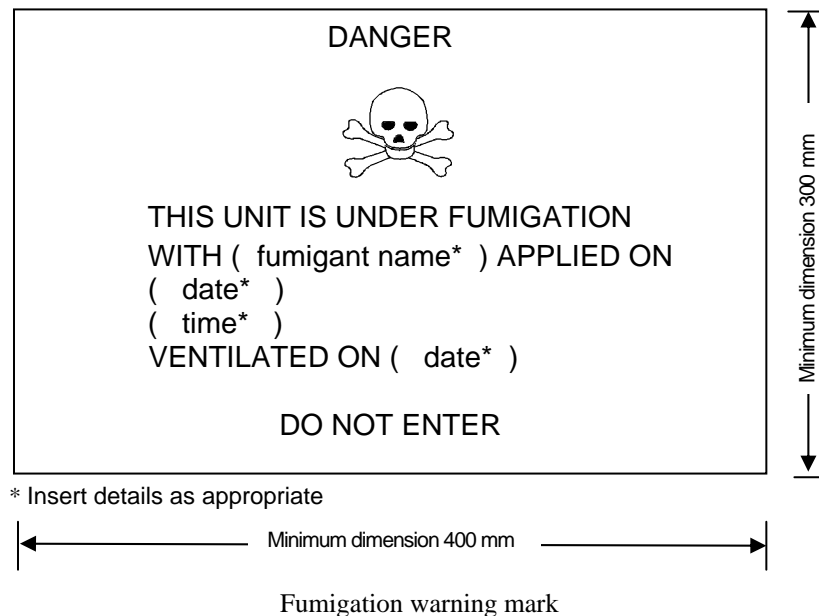 DANGER
THIS UNIT IS UNDER FUMIGATION
WITH ( fumigant name* ) APPLIED ON
( date* )
( time* )
VENTILATED ON ( date* )
DO NOT ENTER
Minimum dimension 300 mm
* Insert details as appropriate
Minimum dimension 400 mm
Fumigation warning mark